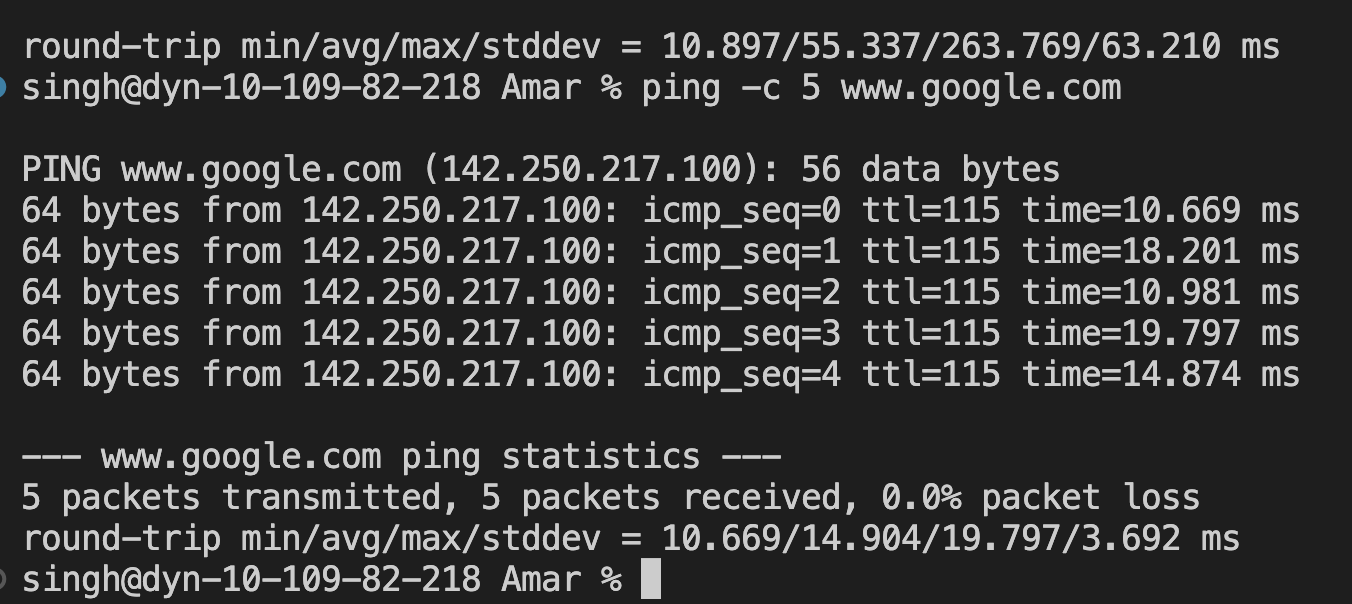 round-trip min/avg/max/stddev = 10.897/55.337/263.769/63.210 ms
singh@dyn-10-109-82-218 Amar % ping -c 5 www.google.com
PING www.google.com (142.250.217.100): 56 data bytes
64 bytes from 142.250.217.100: icmp_seq=0 ttl=115 time=10.669 ms
64 bytes from 142.250.217.100: icmp_seq=1 ttl=115 time=18.201 ms
64 bytes from 142.250.217.100: icmp_seq=2 ttl=115 time=10.981 ms
64 bytes from 142.250.217.100: icmp_seq=3 ttl=115 time=19.797 ms
64 bytes from 142.250.217.100: icmp_seq=4 ttl=115 time=14.874 ms
--- www.google.com ping statistics ---
5 packets transmitted, 5 packets received, 0.0% packet loss
round-trip min/avg/max/stddev = 10.669/14.904/19.797/3.692 ms
singh@dyn-10-109-82-218 Amar %